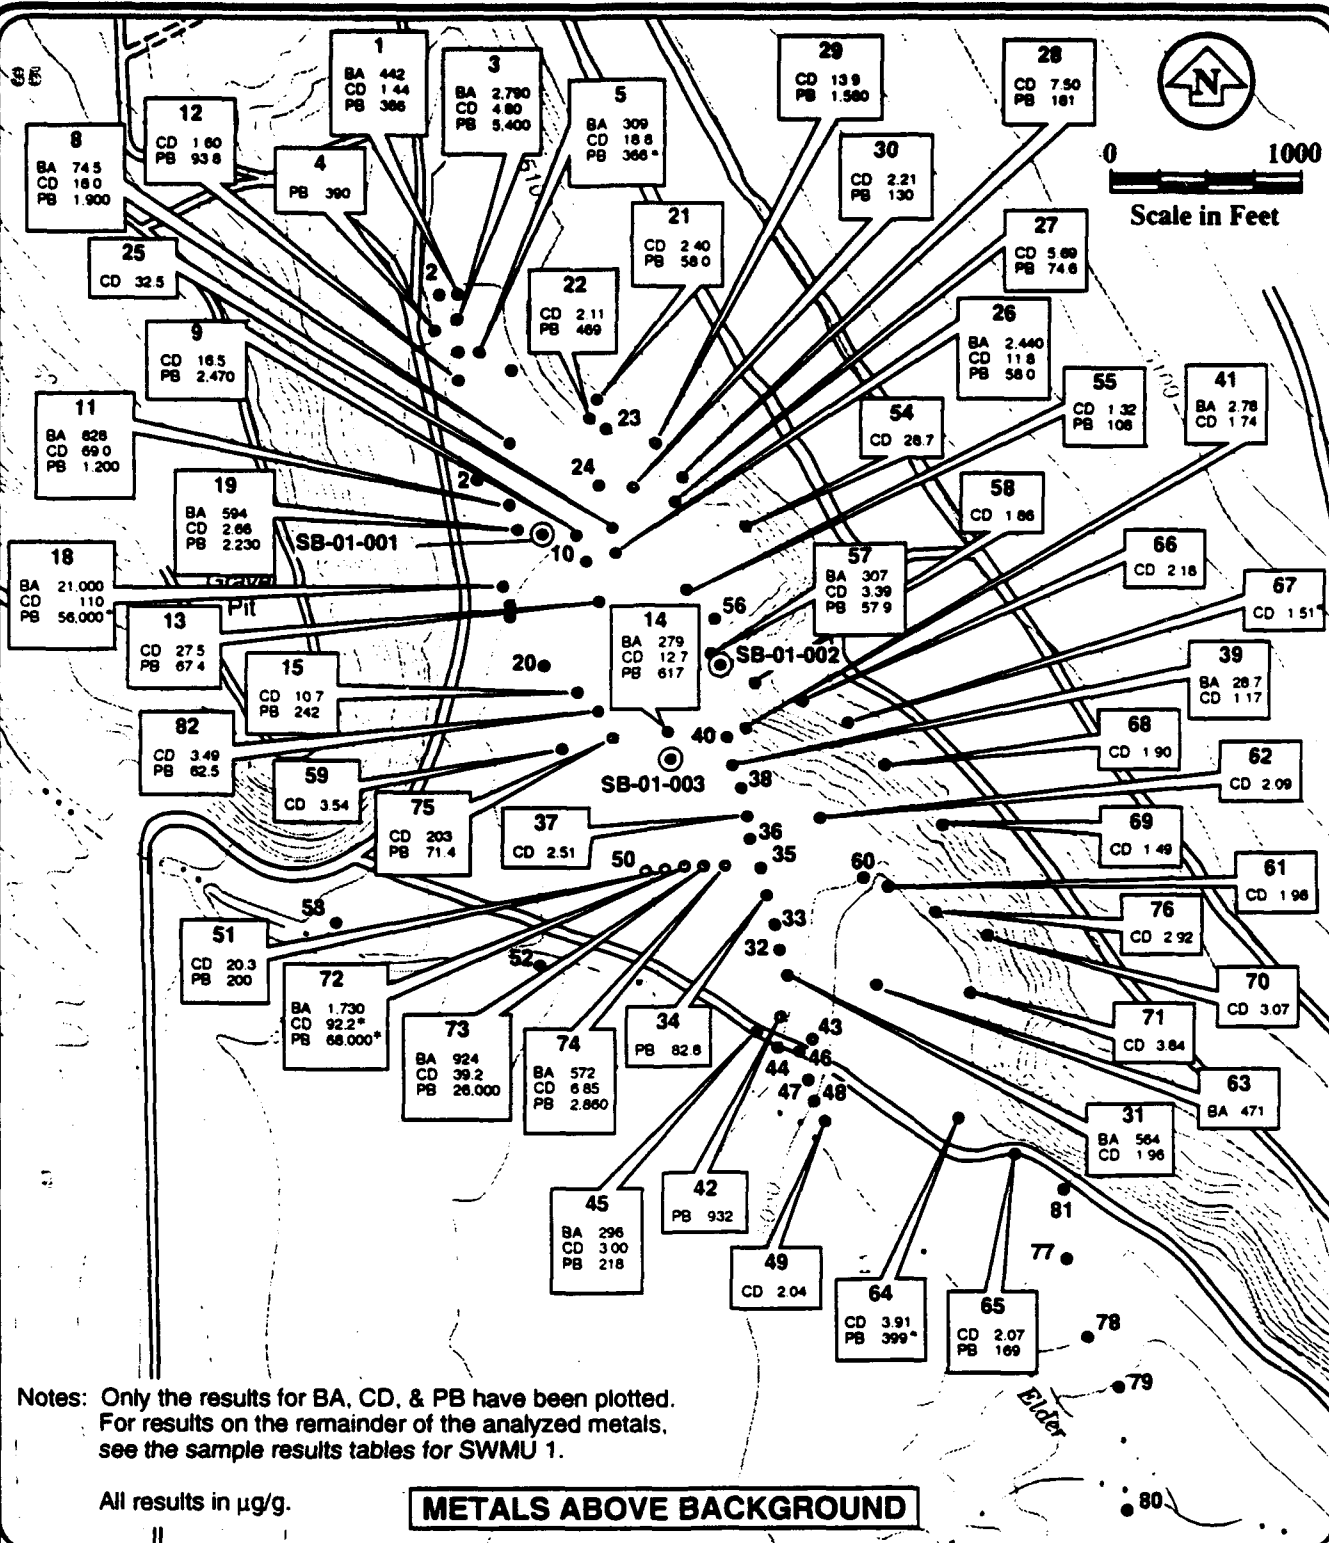 1
BA 442
CD 1 44
PB 366
3
BA 2,790
CD 4 80
PB 5,400
5
BA 309
CD 18 8
PB 366*
29
CD 13 9
PB 1.560
28
CD 7.50
PB 181
N
0 1000
Scale in Feet
12
CD 1 60
PB 93 8
8
BA 74 5
CD 18 0
PB 1.900
4
PB 390
30
CD 2.21
PB 130
21
CD 2 40
PB 58 0
27
CD 5.69
PB 74 6
25
CD 32.5
2
22
CD 2.11
PB 469
26
BA 2.440
CD 11 8
PB 58 0
9
CD 16 5
PB 2.470
55
CD 1 32
PB 106
41
BA 2.78
CD 1 74
11
BA 828
CD 69 0
PB 1.200
23
54
CD 28.7
24
2
19
BA 594
CD 2.66
PB 2.230
58
CD 1 86
SB-01-001
10
18
BA 21.000
CD 110
PB 56.000*
57
BA 307
CD 3.39
PB 57 9
66
CD 2 18
67
CD 1 51*
Gravel
Pit
13
CD 27 5
PB 67 4
14
BA 279
CD 12 7
PB 617
56
SB-01-002
20
15
CD 10 7
PB 242
39
BA 28 7
CD 1 17
82
CD 3.49
PB 62.5
40
68
CD 1 90
59
CD 3.54
SB-01-003
38
62
CD 2.09
75
CD 203
PB 71.4
37
CD 2.51
36
69
CD 1 49
50
35
60
61
CD 1 96
58
33
76
CD 2 92
51
CD 20.3
PB 200
32
52
72
BA 1.730
CD 92.2*
PB 68.000*
70
CD 3.07
73
BA 924
CD 39.2
PB 26.000
74
BA 572
CD 6 85
PB 2.860
34
PB 82.6
43
71
CD 3.84
44
46
47
48
63
BA 471
31
BA 564
CD 1 96
45
BA 296
CD 3 00
PB 218
42
PB 932
81
49
CD 2.04
77
64
CD 3.91
PB 399*
65
CD 2.07
PB 169
78
79
Elder
Notes: Only the results for BA, CD, & PB have been plotted.
For results on the remainder of the analyzed metals,
see the sample results tables for SWMU 1.
All results in µg/g.
METALS ABOVE BACKGROUND
80